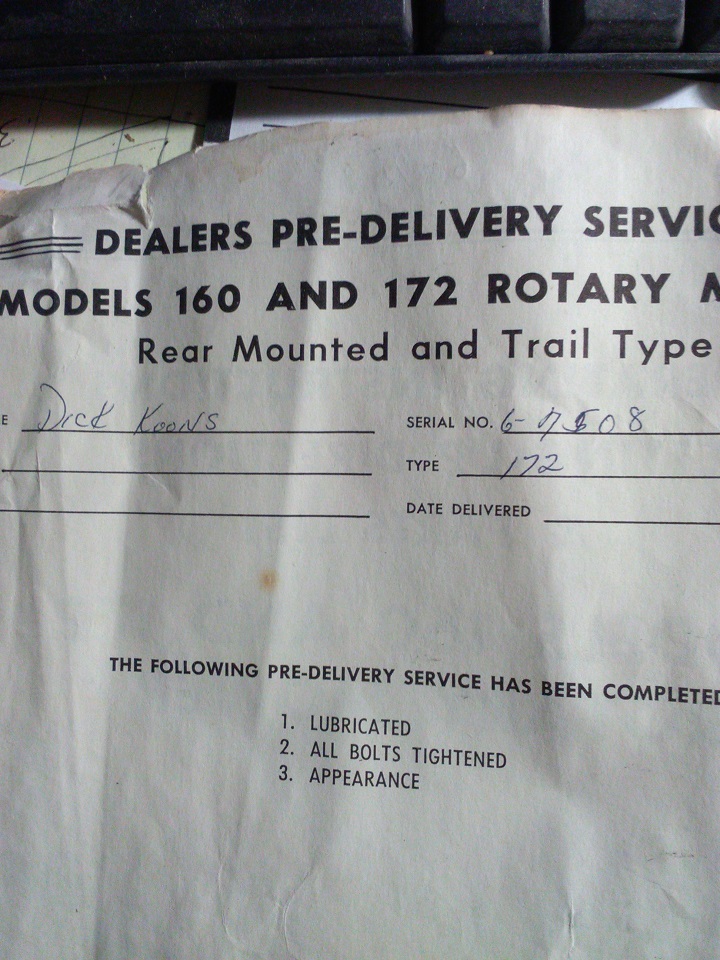 DEALERS PRE-DELIVERY SERVIC
MODELS 160 AND 172 ROTARY M
Rear Mounted and Trail Type
E Dick Koons
SERIAL NO. 6-7508
TYPE 172
DATE DELIVERED
THE FOLLOWING PRE-DELIVERY SERVICE HAS BEEN COMPLETED
1. LUBRICATED
2. ALL BOLTS TIGHTENED
3. APPEARANCE